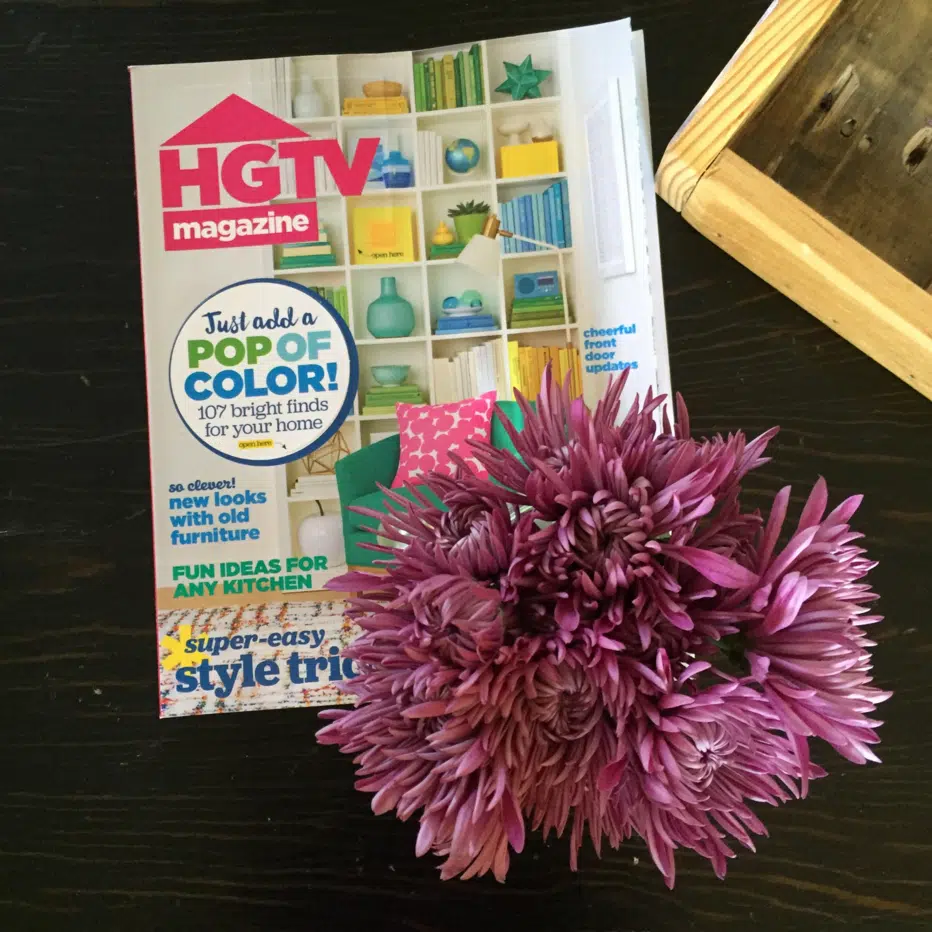 HGTV
magazine
open here
Just add a
POP OF
COLOR!
107 bright finds
for your home
open here
cheerful
front
door
updates
so clever!
new looks
with old
furniture
FUN IDEAS FOR
ANY KITCHEN
super-easy
style tric